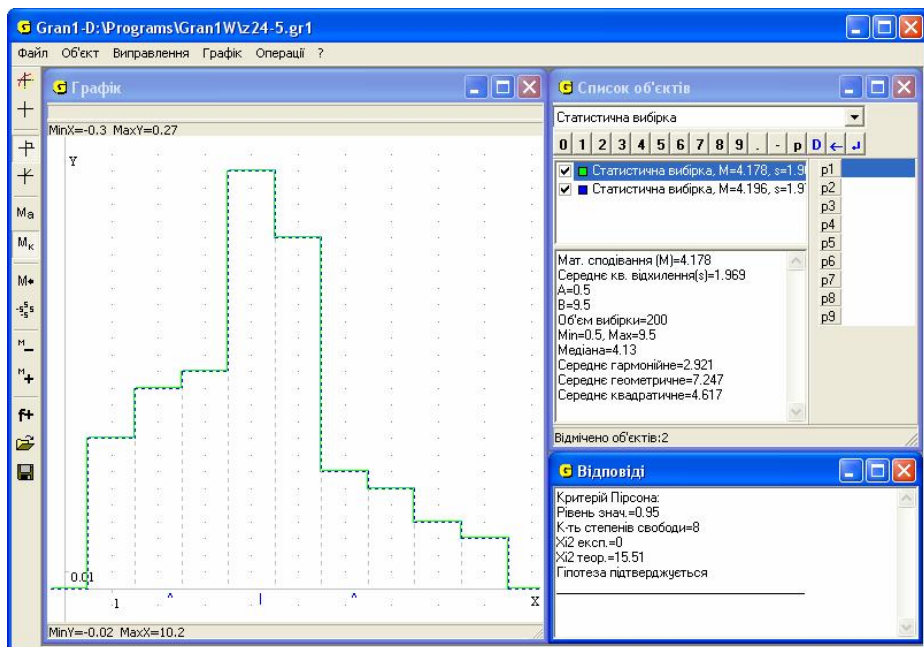 Gran1-D:\Programs\Gran1W\z24-5.gr1
Файл Об'єкт Виправлення Графік Операції ?
Графік
MinX=-0.3 MaxY=0.27
Y
0.01
1
X
MinY=-0.02 MaxX=10.2
Ma
Мк
M
-5 5 5
M
M+
f+
Список об'єктів
Статистична вибірка
0 1 2 3 4 5 6 7 8 9 . - p D
Статистична вибірка, M=4.178, s=1.9
Статистична вибірка, M=4.196, s=1.9
p1
p2
p3
p4
p5
p6
p7
p8
p9
Мат. сподівання (M)=4.178
Середнє кв. відхилення(s)=1.969
A=0.5
B=9.5
Об'єм вибірки=200
Min=0.5, Max=9.5
Медіана=4.13
Середнє гармонійне=2.921
Середнє геометричне=7.247
Середнє квадратичне=4.617
Відмічено об'єктів:2
Відповіді
Критерій Пірсона:
Рівень знач.=0.95
К-ть степенів свободи=8
Xi2 експ.=0
Xi2 теор.=15.51
Гіпотеза підтверджується